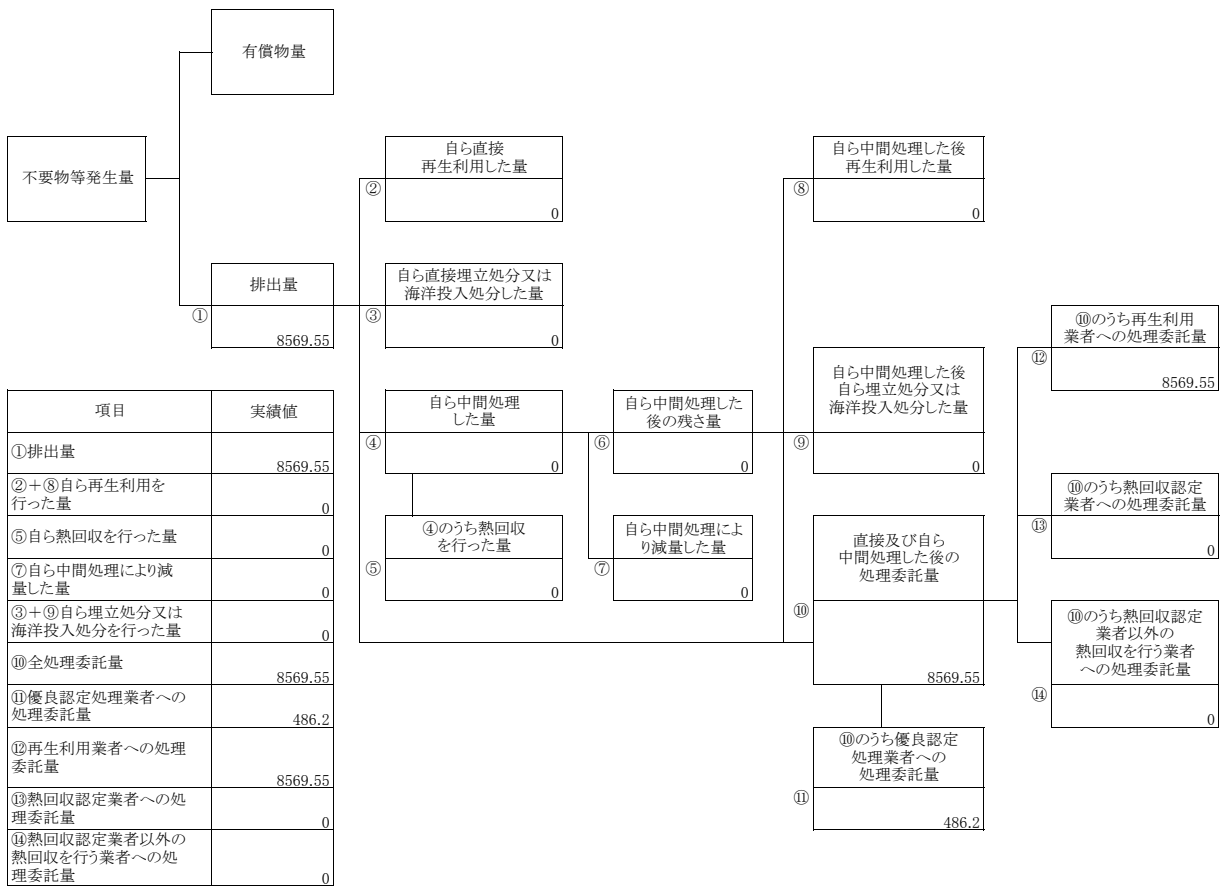 有償物量
不要物等発生量
自ら直接
再生利用した量
②
0
自ら中間処理した後
再生利用した量
⑧
0
排出量
①
8569.55
自ら直接埋立処分又は
海洋投入処分した量
③
0
⑩のうち再生利用
業者への処理委託量
⑫
8569.55
自ら中間処理
した量
④
0
自ら中間処理した
後の残さ量
⑥
0
自ら中間処理した後
自ら埋立処分又は
海洋投入処分した量
⑨
0
⑩のうち熱回収認定
業者への処理委託量
⑬
0
④のうち熱回収
を行った量
⑤
0
自ら中間処理によ
り減量した量
⑦
0
直接及び自ら
中間処理した後の
処理委託量
⑩
8569.55
⑩のうち熱回収認定
業者以外の
熱回収を行う業者
への処理委託量
⑭
0
⑩のうち優良認定
処理業者への
処理委託量
⑪
486.2
項目 実績値
①排出量
8569.55
②+⑧自ら再生利用を
行った量
0
⑤自ら熱回収を行った量
0
⑦自ら中間処理により減
量した量
0
③+⑨自ら埋立処分又は
海洋投入処分を行った量
0
⑩全処理委託量
8569.55
⑪優良認定処理業者への
処理委託量
486.2
⑫再生利用業者への処理
委託量
8569.55
⑬熱回収認定業者への処
理委託量
0
⑭熱回収認定業者以外の
熱回収を行う業者への処
理委託量
0